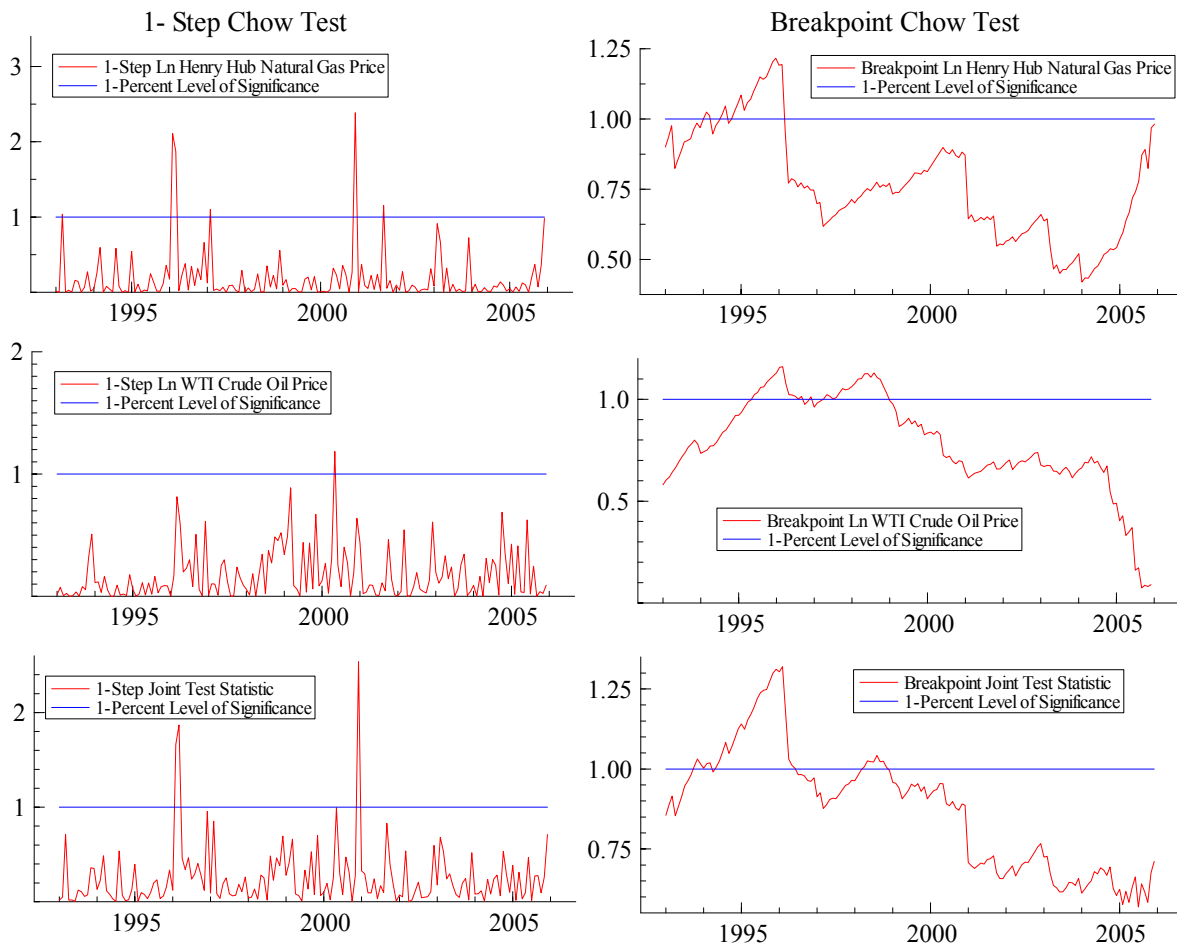 1- Step Chow Test
1-Step Ln Henry Hub Natural Gas Price
1-Percent Level of Significance
3
2
1
1995 2000 2005
Breakpoint Chow Test
Breakpoint Ln Henry Hub Natural Gas Price
1-Percent Level of Significance
1.25
1.00
0.75
0.50
1995 2000 2005
1-Step Ln WTI Crude Oil Price
1-Percent Level of Significance
2
1
1995 2000 2005
Breakpoint Ln WTI Crude Oil Price
1-Percent Level of Significance
1.0
0.5
1995 2000 2005
1-Step Joint Test Statistic
1-Percent Level of Significance
2
1
1995 2000 2005
Breakpoint Joint Test Statistic
1-Percent Level of Significance
1.25
1.00
0.75
1995 2000 2005